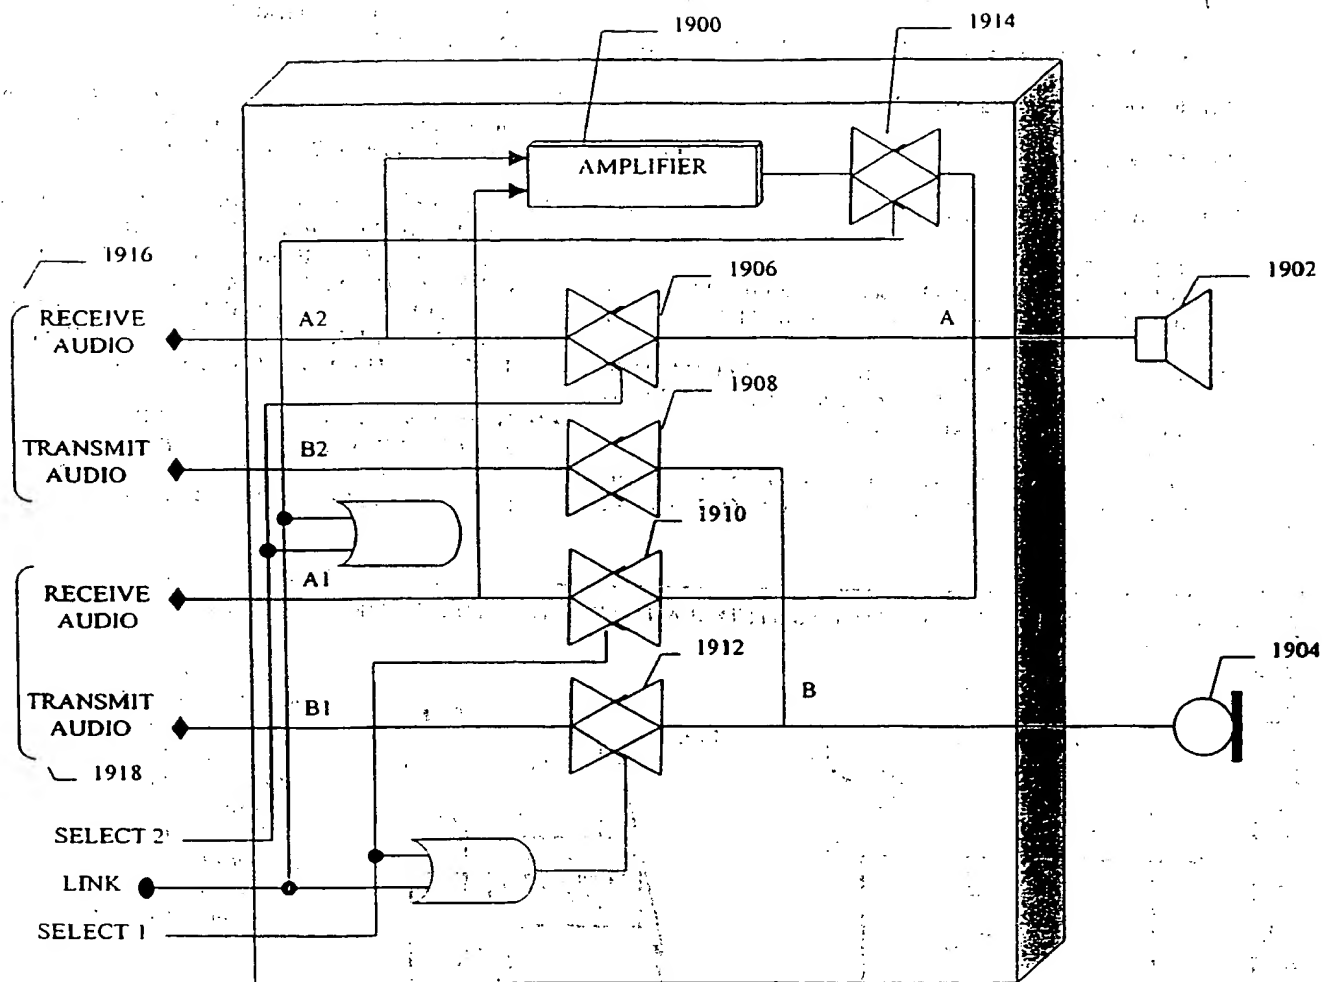 1900
1914
AMPLIFIER
1916
1906
1902
RECEIVE
AUDIO
A2
A
1908
TRANSMIT
AUDIO
B2
1910
RECEIVE
AUDIO
A1
1912
1904
TRANSMIT
AUDIO
B1
B
1918
SELECT 2
LINK
SELECT 1